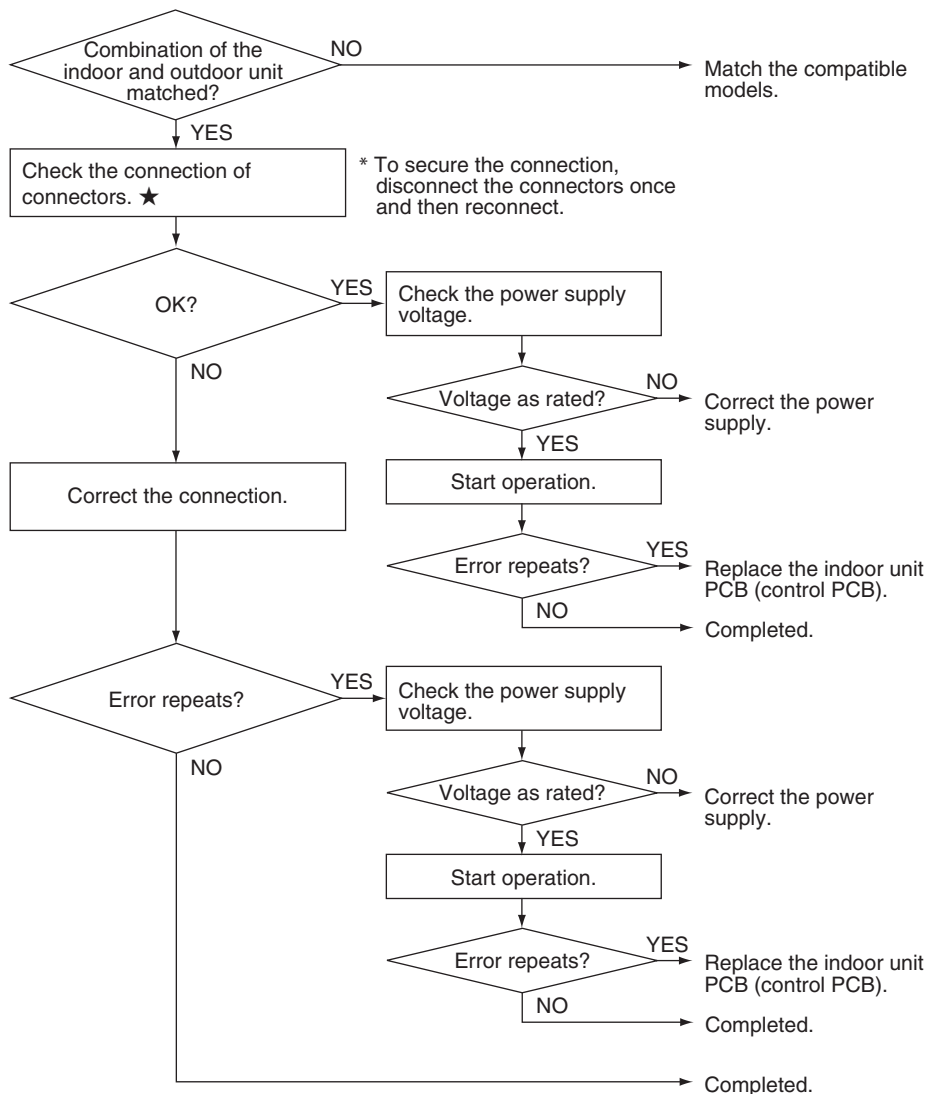 Combination of the
indoor and outdoor unit
matched?
NO
Match the compatible
models.
YES
Check the connection of
connectors. ★
* To secure the connection,
disconnect the connectors once
and then reconnect.
OK?
YES
Check the power supply
voltage.
NO
Voltage as rated?
NO
Correct the power
supply.
YES
Start operation.
Correct the connection.
Error repeats?
YES
Replace the indoor unit
PCB (control PCB).
NO
Completed.
Error repeats?
YES
Check the power supply
voltage.
NO
Voltage as rated?
NO
Correct the power
supply.
YES
Start operation.
Error repeats?
YES
Replace the indoor unit
PCB (control PCB).
NO
Completed.
Completed.